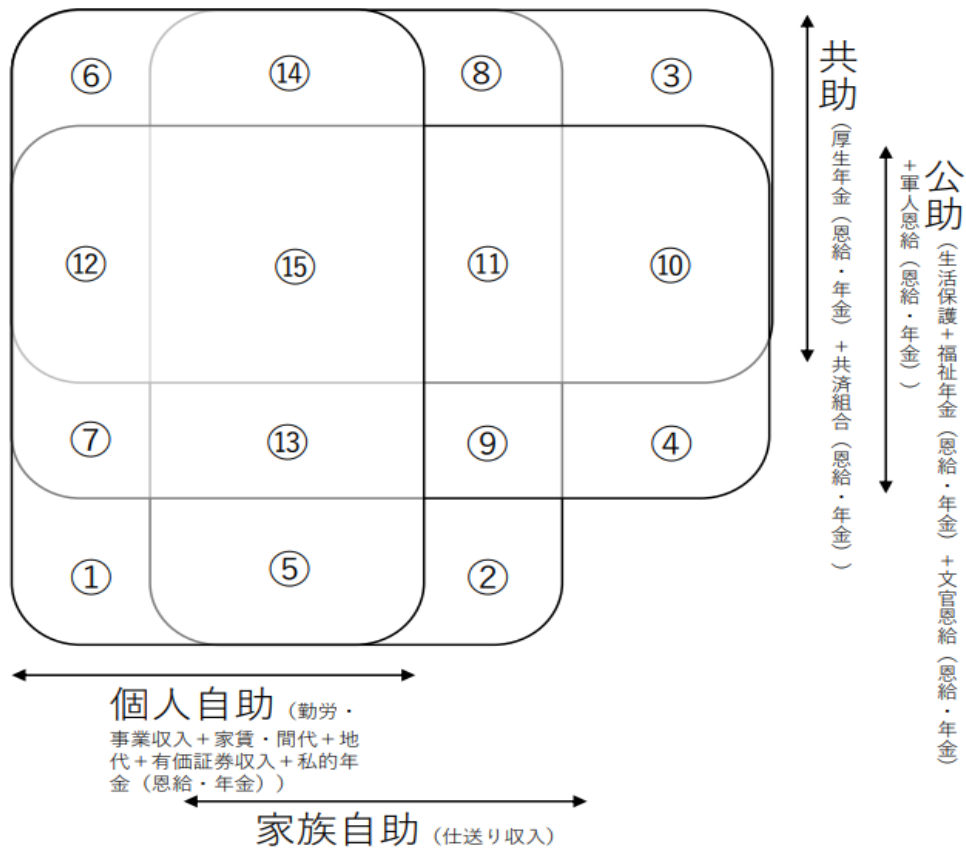 ⑥ ⑭ ⑧ ③
⑫ ⑮ ⑪ ⑩
⑦ ⑬ ⑨ ④
① ⑤ ②
共助（厚生年金（恩給・年金）＋共済組合（恩給・年金））
公助（生活保護＋福祉年金（恩給・年金）＋文官恩給（恩給・年金）
＋軍人恩給（恩給・年金））
個人自助（勤労・
事業収入＋家賃・間代＋地
代＋有価証券収入＋私的年
金（恩給・年金））
家族自助（仕送り収入）